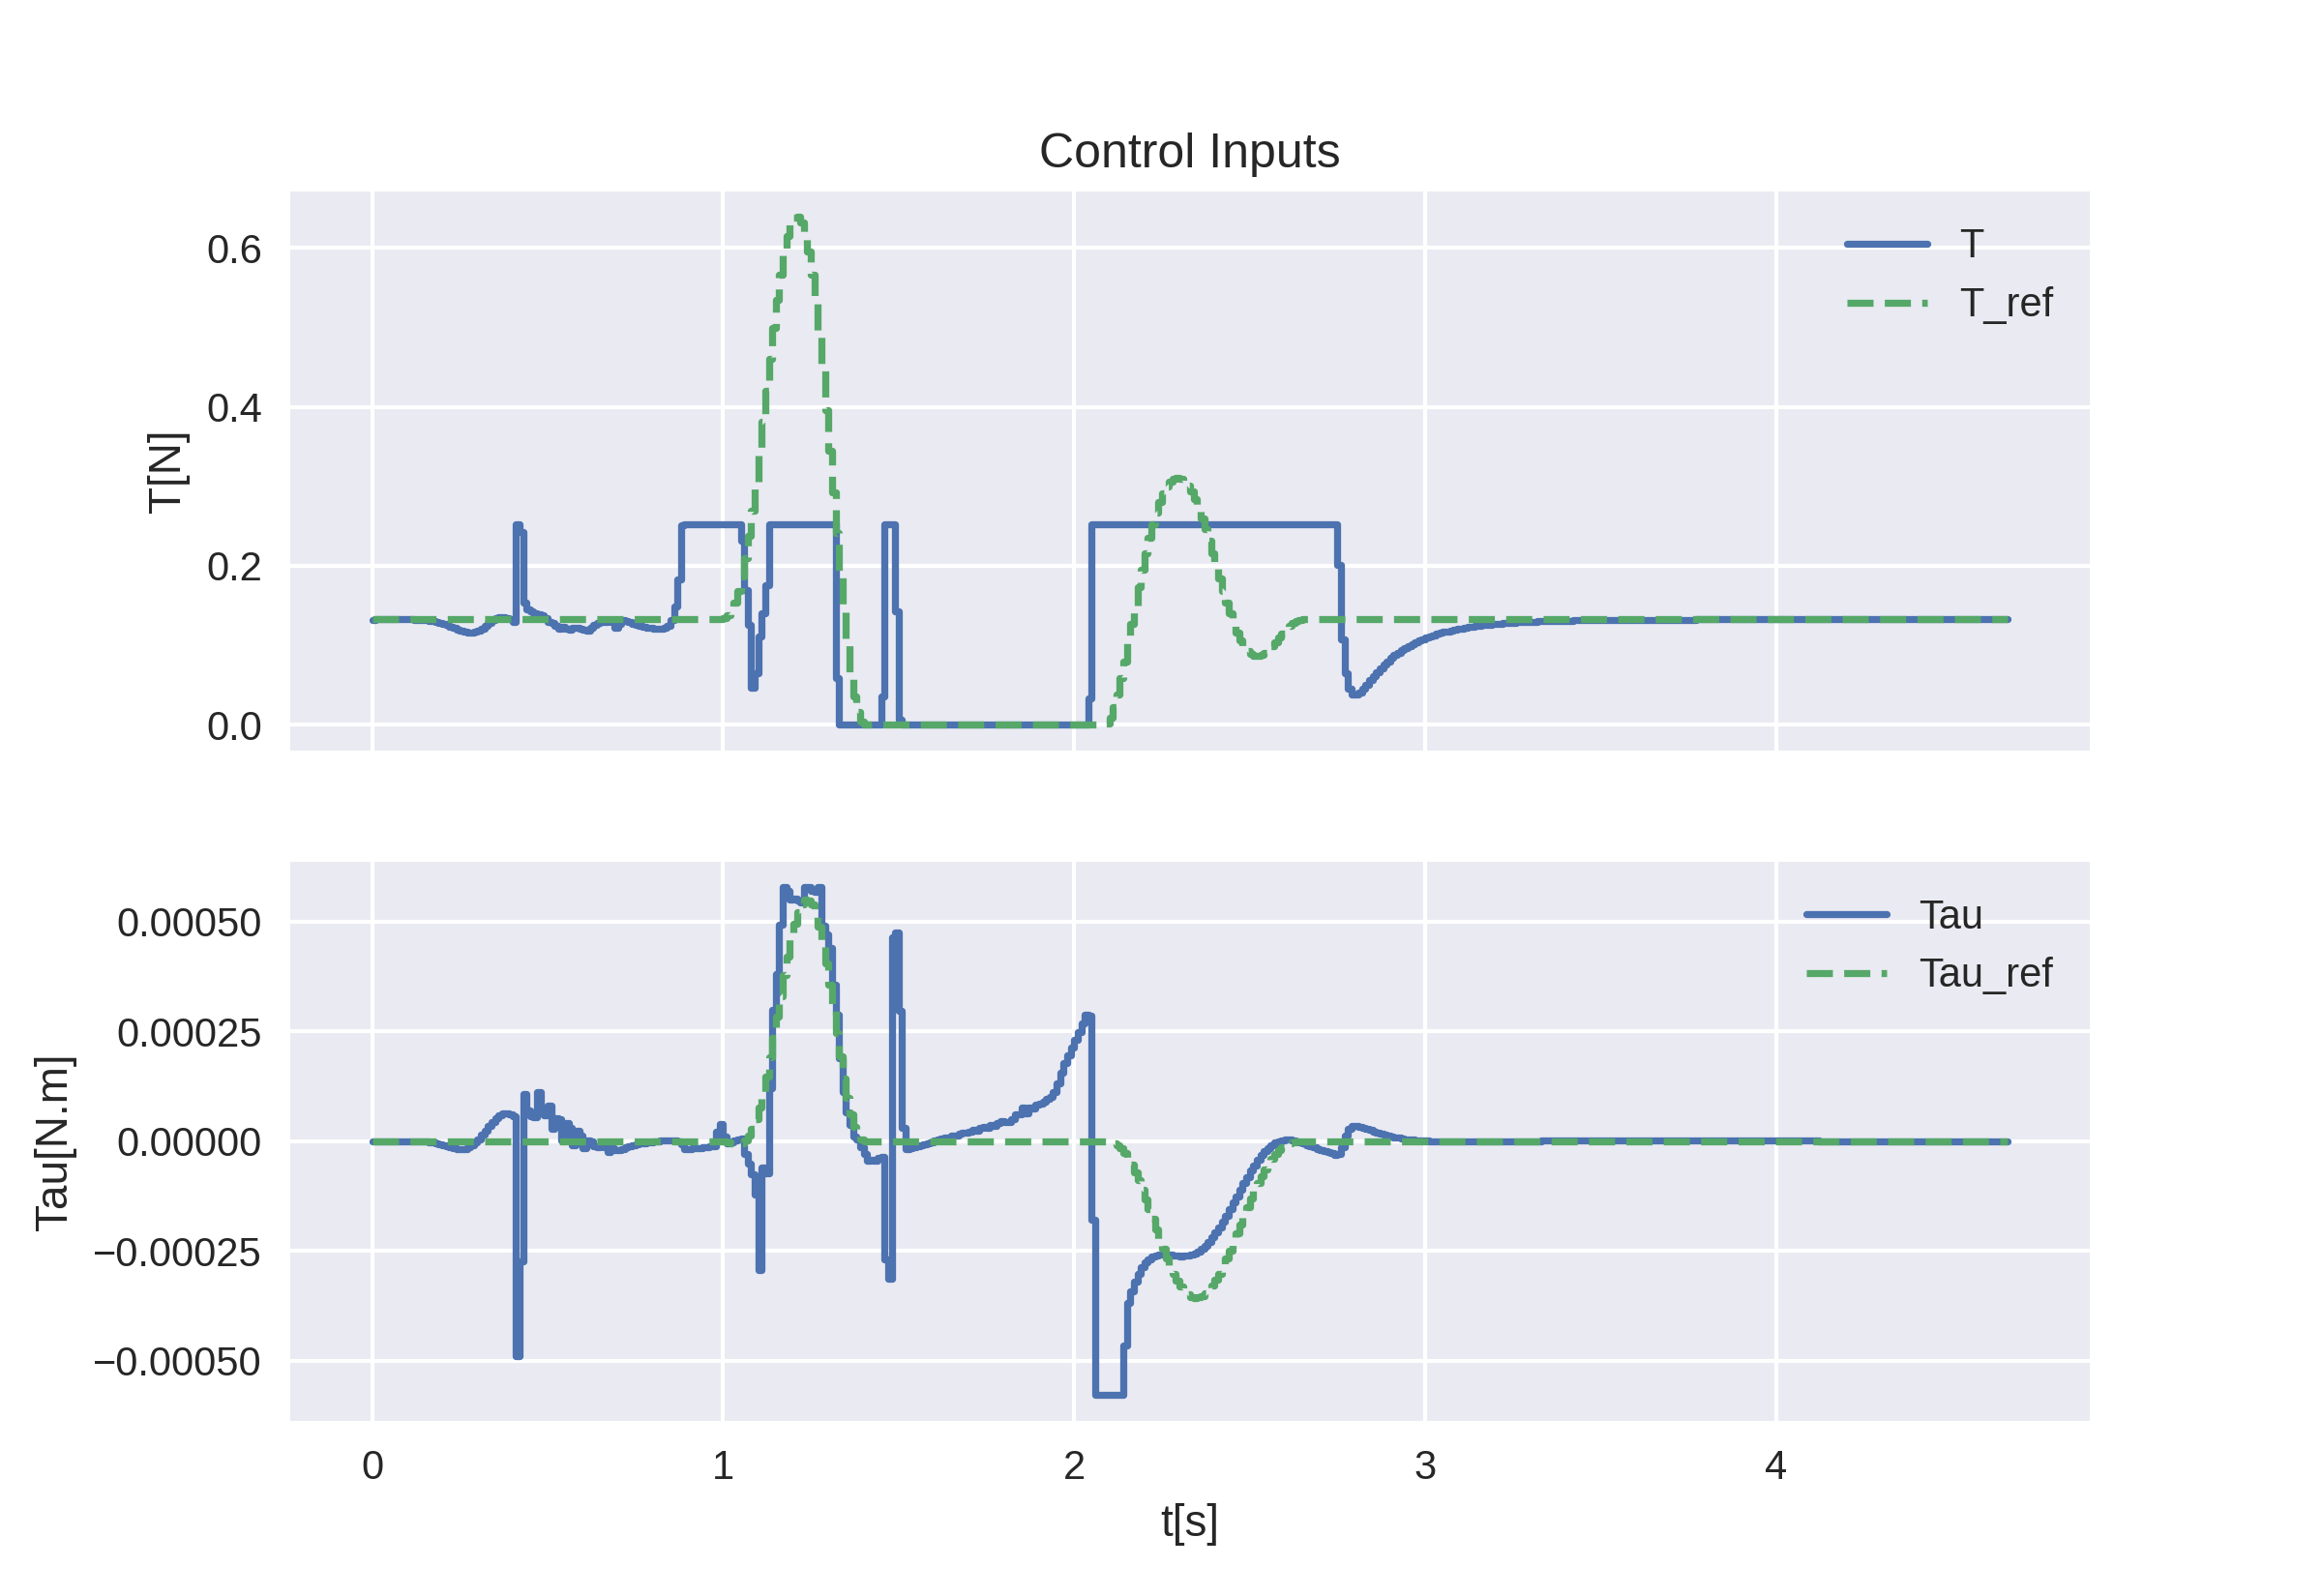 Control Inputs
T[N]
0.6
0.4
0.2
0.0
T
T_ref
Tau[N.m]
0.00050
0.00025
0.00000
−0.00025
−0.00050
Tau
Tau_ref
0 1 2 3 4
t[s]